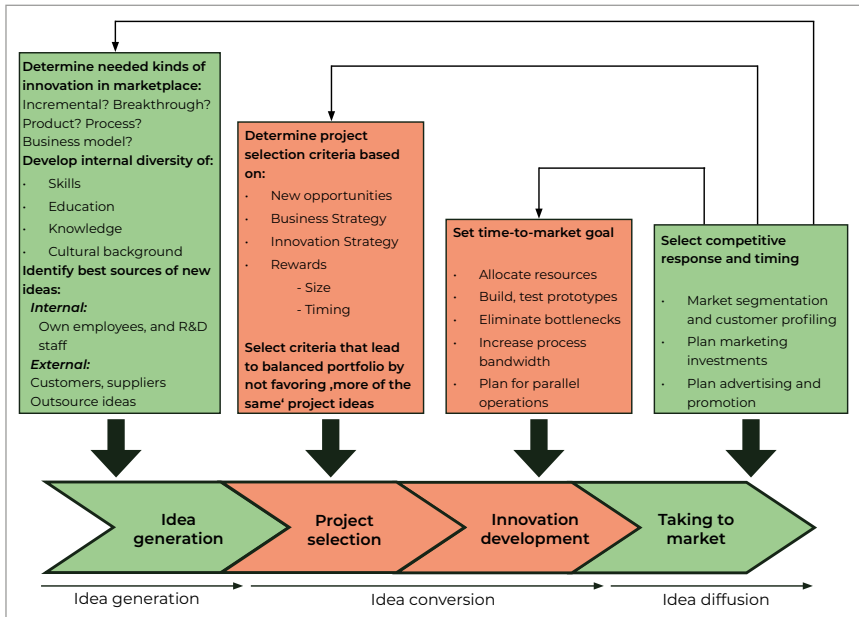 Determine needed kinds of
innovation in marketplace:
Incremental? Breakthrough?
Product? Process?
Business model?
Develop internal diversity of:
· Skills
· Education
· Knowledge
· Cultural background
Identify best sources of new
ideas:
Internal:
Own employees, and R&D
staff
External:
Customers, suppliers
Outsource ideas
Determine project
selection criteria based
on:
· New opportunities
· Business Strategy
· Innovation Strategy
· Rewards
- Size
- Timing
Select criteria that lead
to balanced portfolio by
not favoring ‚more of the
same‘ project ideas
Set time-to-market goal
· Allocate resources
· Build, test prototypes
· Eliminate bottlenecks
· Increase process
bandwidth
· Plan for parallel
operations
Select competitive
response and timing
· Market segmentation
and customer profiling
· Plan marketing
investments
· Plan advertising and
promotion
Idea
generation
Project
selection
Innovation
development
Taking to
market
Idea generation
Idea conversion
Idea diffusion